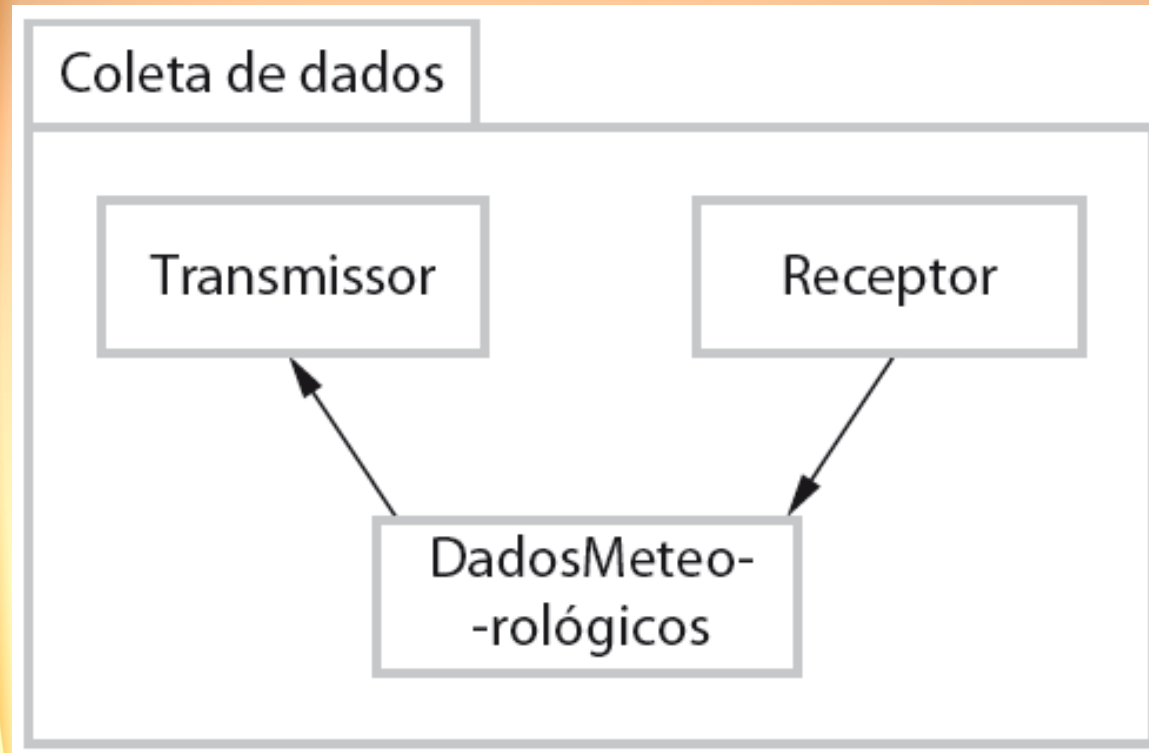 Coleta de dados
Transmissor
Receptor
DadosMeteo-
-rológicos